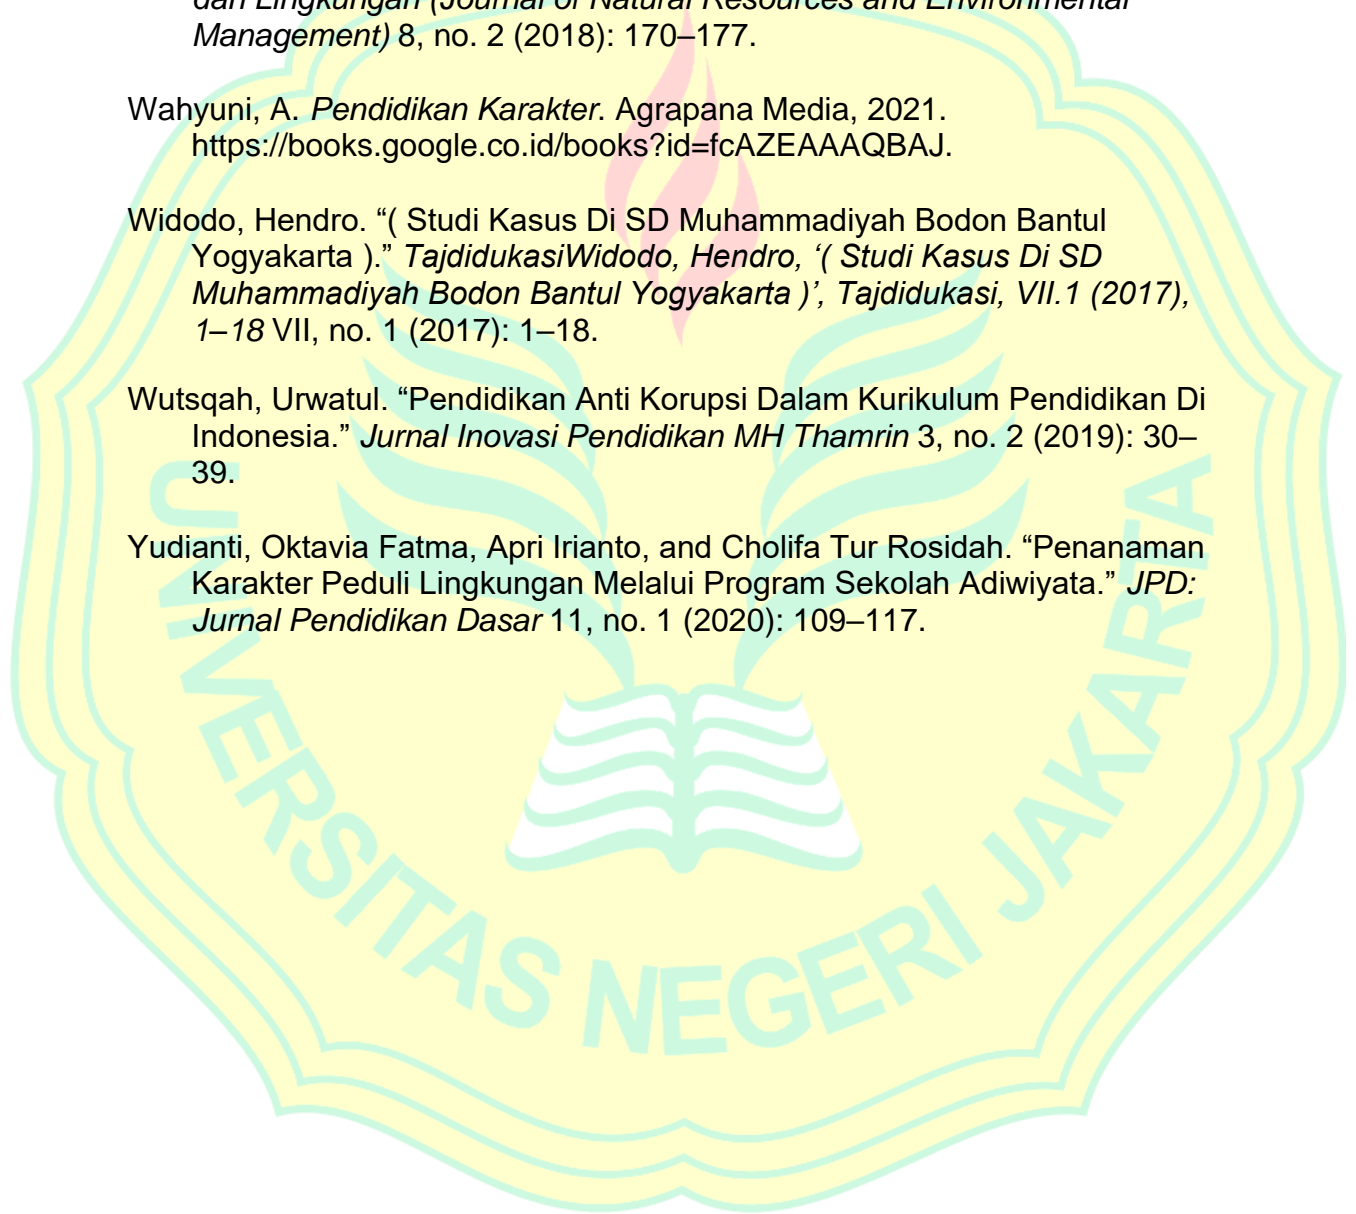 dan Lingkungan (Journal of Natural Resources and Environmental
Management) 8, no. 2 (2018): 170–177.
Wahyuni, A. Pendidikan Karakter. Agrapana Media, 2021.
https://books.google.co.id/books?id=fcAZEAAAQBAJ.
Widodo, Hendro. “( Studi Kasus Di SD Muhammadiyah Bodon Bantul
Yogyakarta ).” TajdidukasiWidodo, Hendro, ‘( Studi Kasus Di SD
Muhammadiyah Bodon Bantul Yogyakarta )’, Tajdidukasi, VII.1 (2017),
1–18 VII, no. 1 (2017): 1–18.
Wutsqah, Urwatul. “Pendidikan Anti Korupsi Dalam Kurikulum Pendidikan Di
Indonesia.” Jurnal Inovasi Pendidikan MH Thamrin 3, no. 2 (2019): 30–
39.
Yudianti, Oktavia Fatma, Apri Irianto, and Cholifa Tur Rosidah. “Penanaman
Karakter Peduli Lingkungan Melalui Program Sekolah Adiwiyata.” JPD:
Jurnal Pendidikan Dasar 11, no. 1 (2020): 109–117.
UNIVERSITAS NEGERI JAKARTA